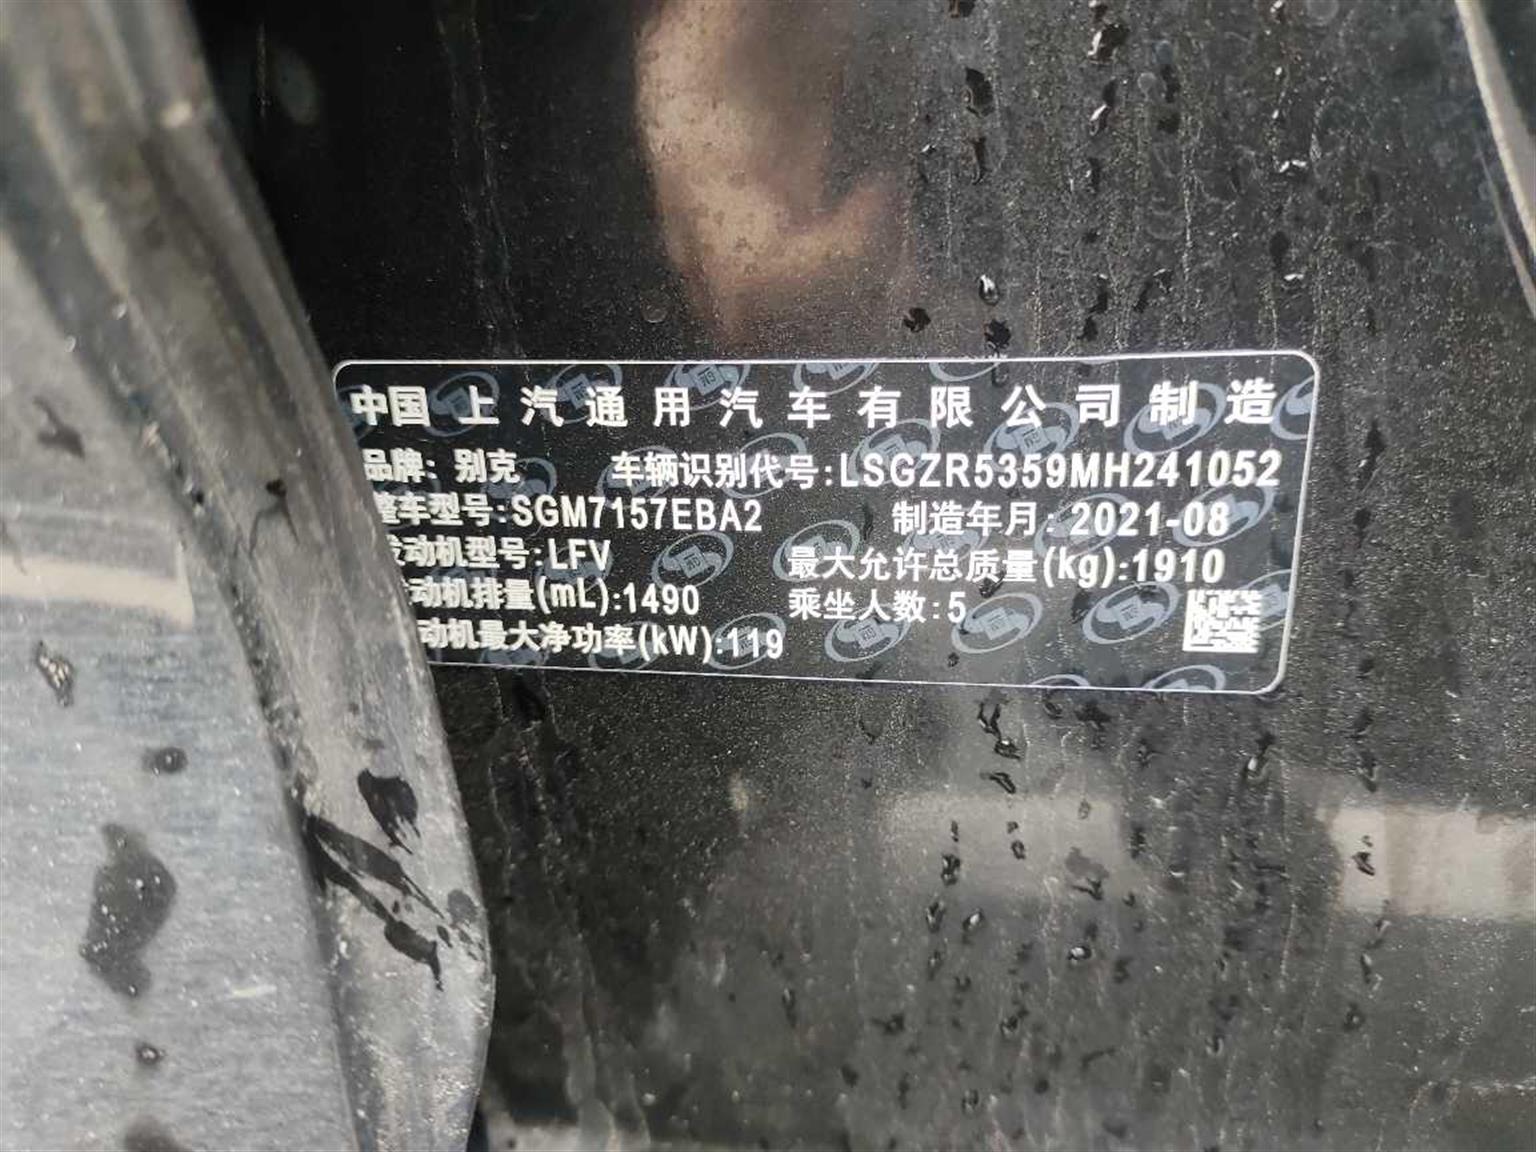 中国上汽通用汽车有限公司制造
品牌:别克 车辆识别代号:LSGZR5359MH241052
整车型号:SGM7157EBA2 制造年月:2021-08
发动机型号:LFV 最大允许总质量(kg):1910
动机排量(mL):1490 乘坐人数:5
动机最大净功率(kW):119